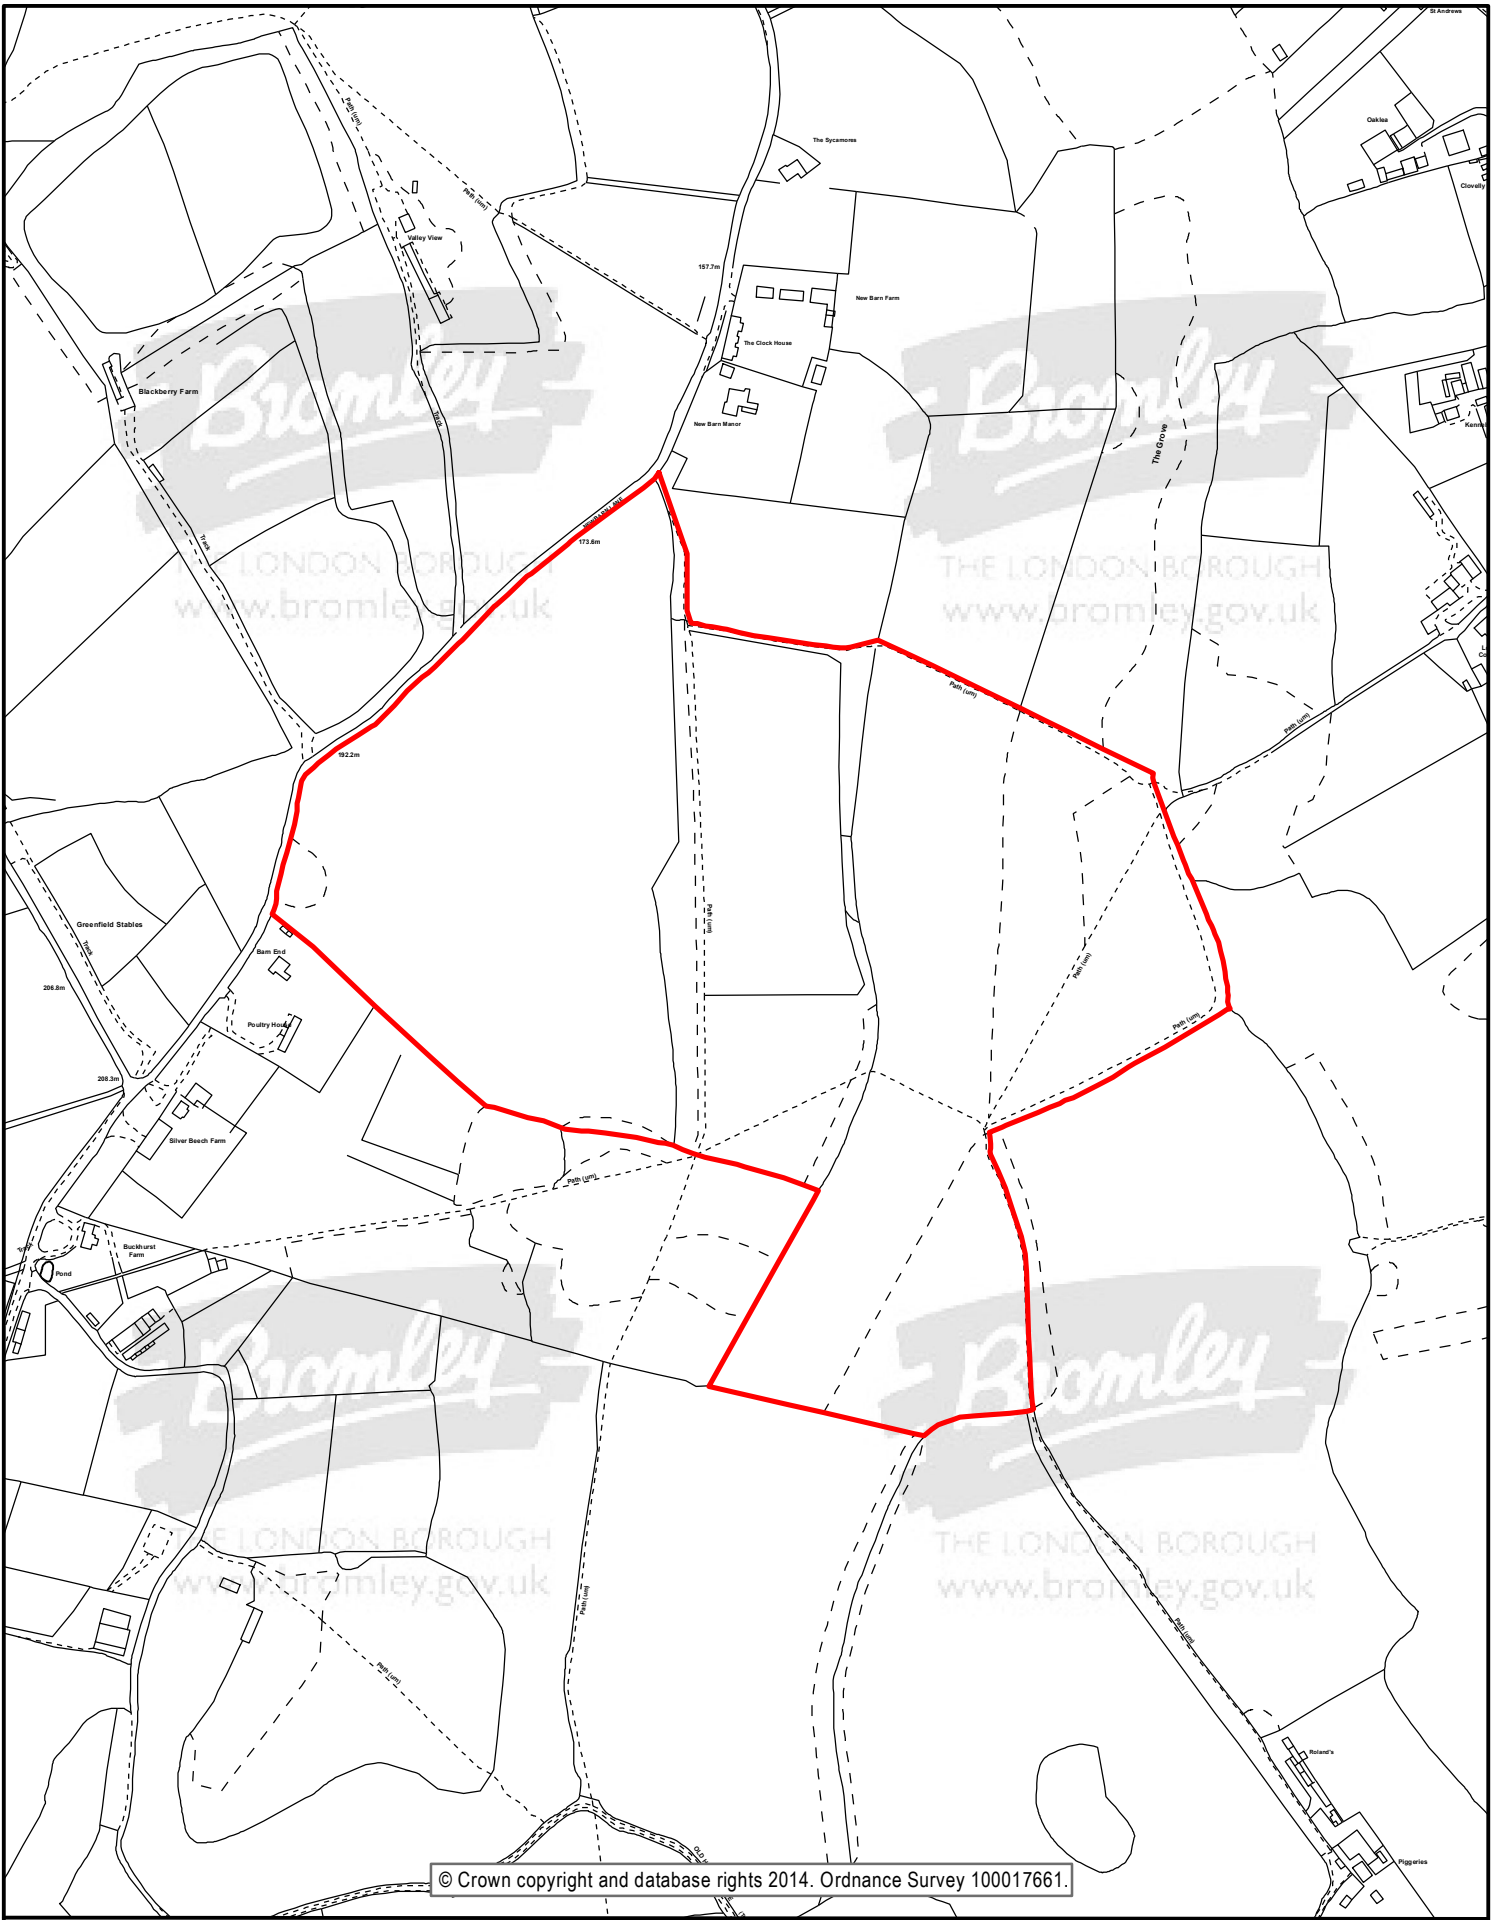 St Andrews
Path (um)
Oaklea
The Sycamores
Clovelly
Path (um)
Valley View
157.7m
New Barn Farm
The Clock House
Blackberry Farm
Track
New Barn Manor
The Grove
Bromley
THE LONDON BOROUGH
www.bromley.gov.uk
Bromley
THE LONDON BOROUGH
www.bromley.gov.uk
Track
173.6m
Path (um)
Path (um)
192.2m
Greenfield Stables
Track
Path (um)
Barn End
Path (um)
206.8m
Poultry House
Path (um)
208.3m
Silver Beech Farm
Path (um)
Buckhurst
Farm
Pond
Bromley
THE LONDON BOROUGH
www.bromley.gov.uk
Bromley
THE LONDON BOROUGH
www.bromley.gov.uk
Path (um)
Path (um)
Path (um)
Roland's
Piggeries
© Crown copyright and database rights 2014. Ordnance Survey 100017661.